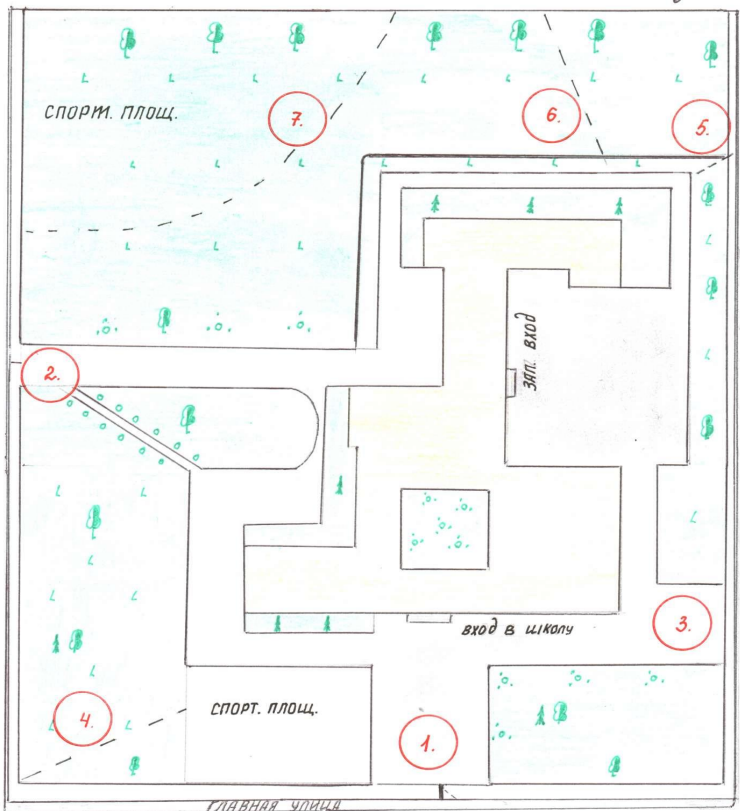 СПОРТ. ПЛОЩ.
7.
6.
5.
ЗАП. ВХОД
2.
ВХОД В ШКОЛУ
3.
СПОРТ. ПЛОЩ.
4.
1.
ГЛАВНАЯ УЛИЦА